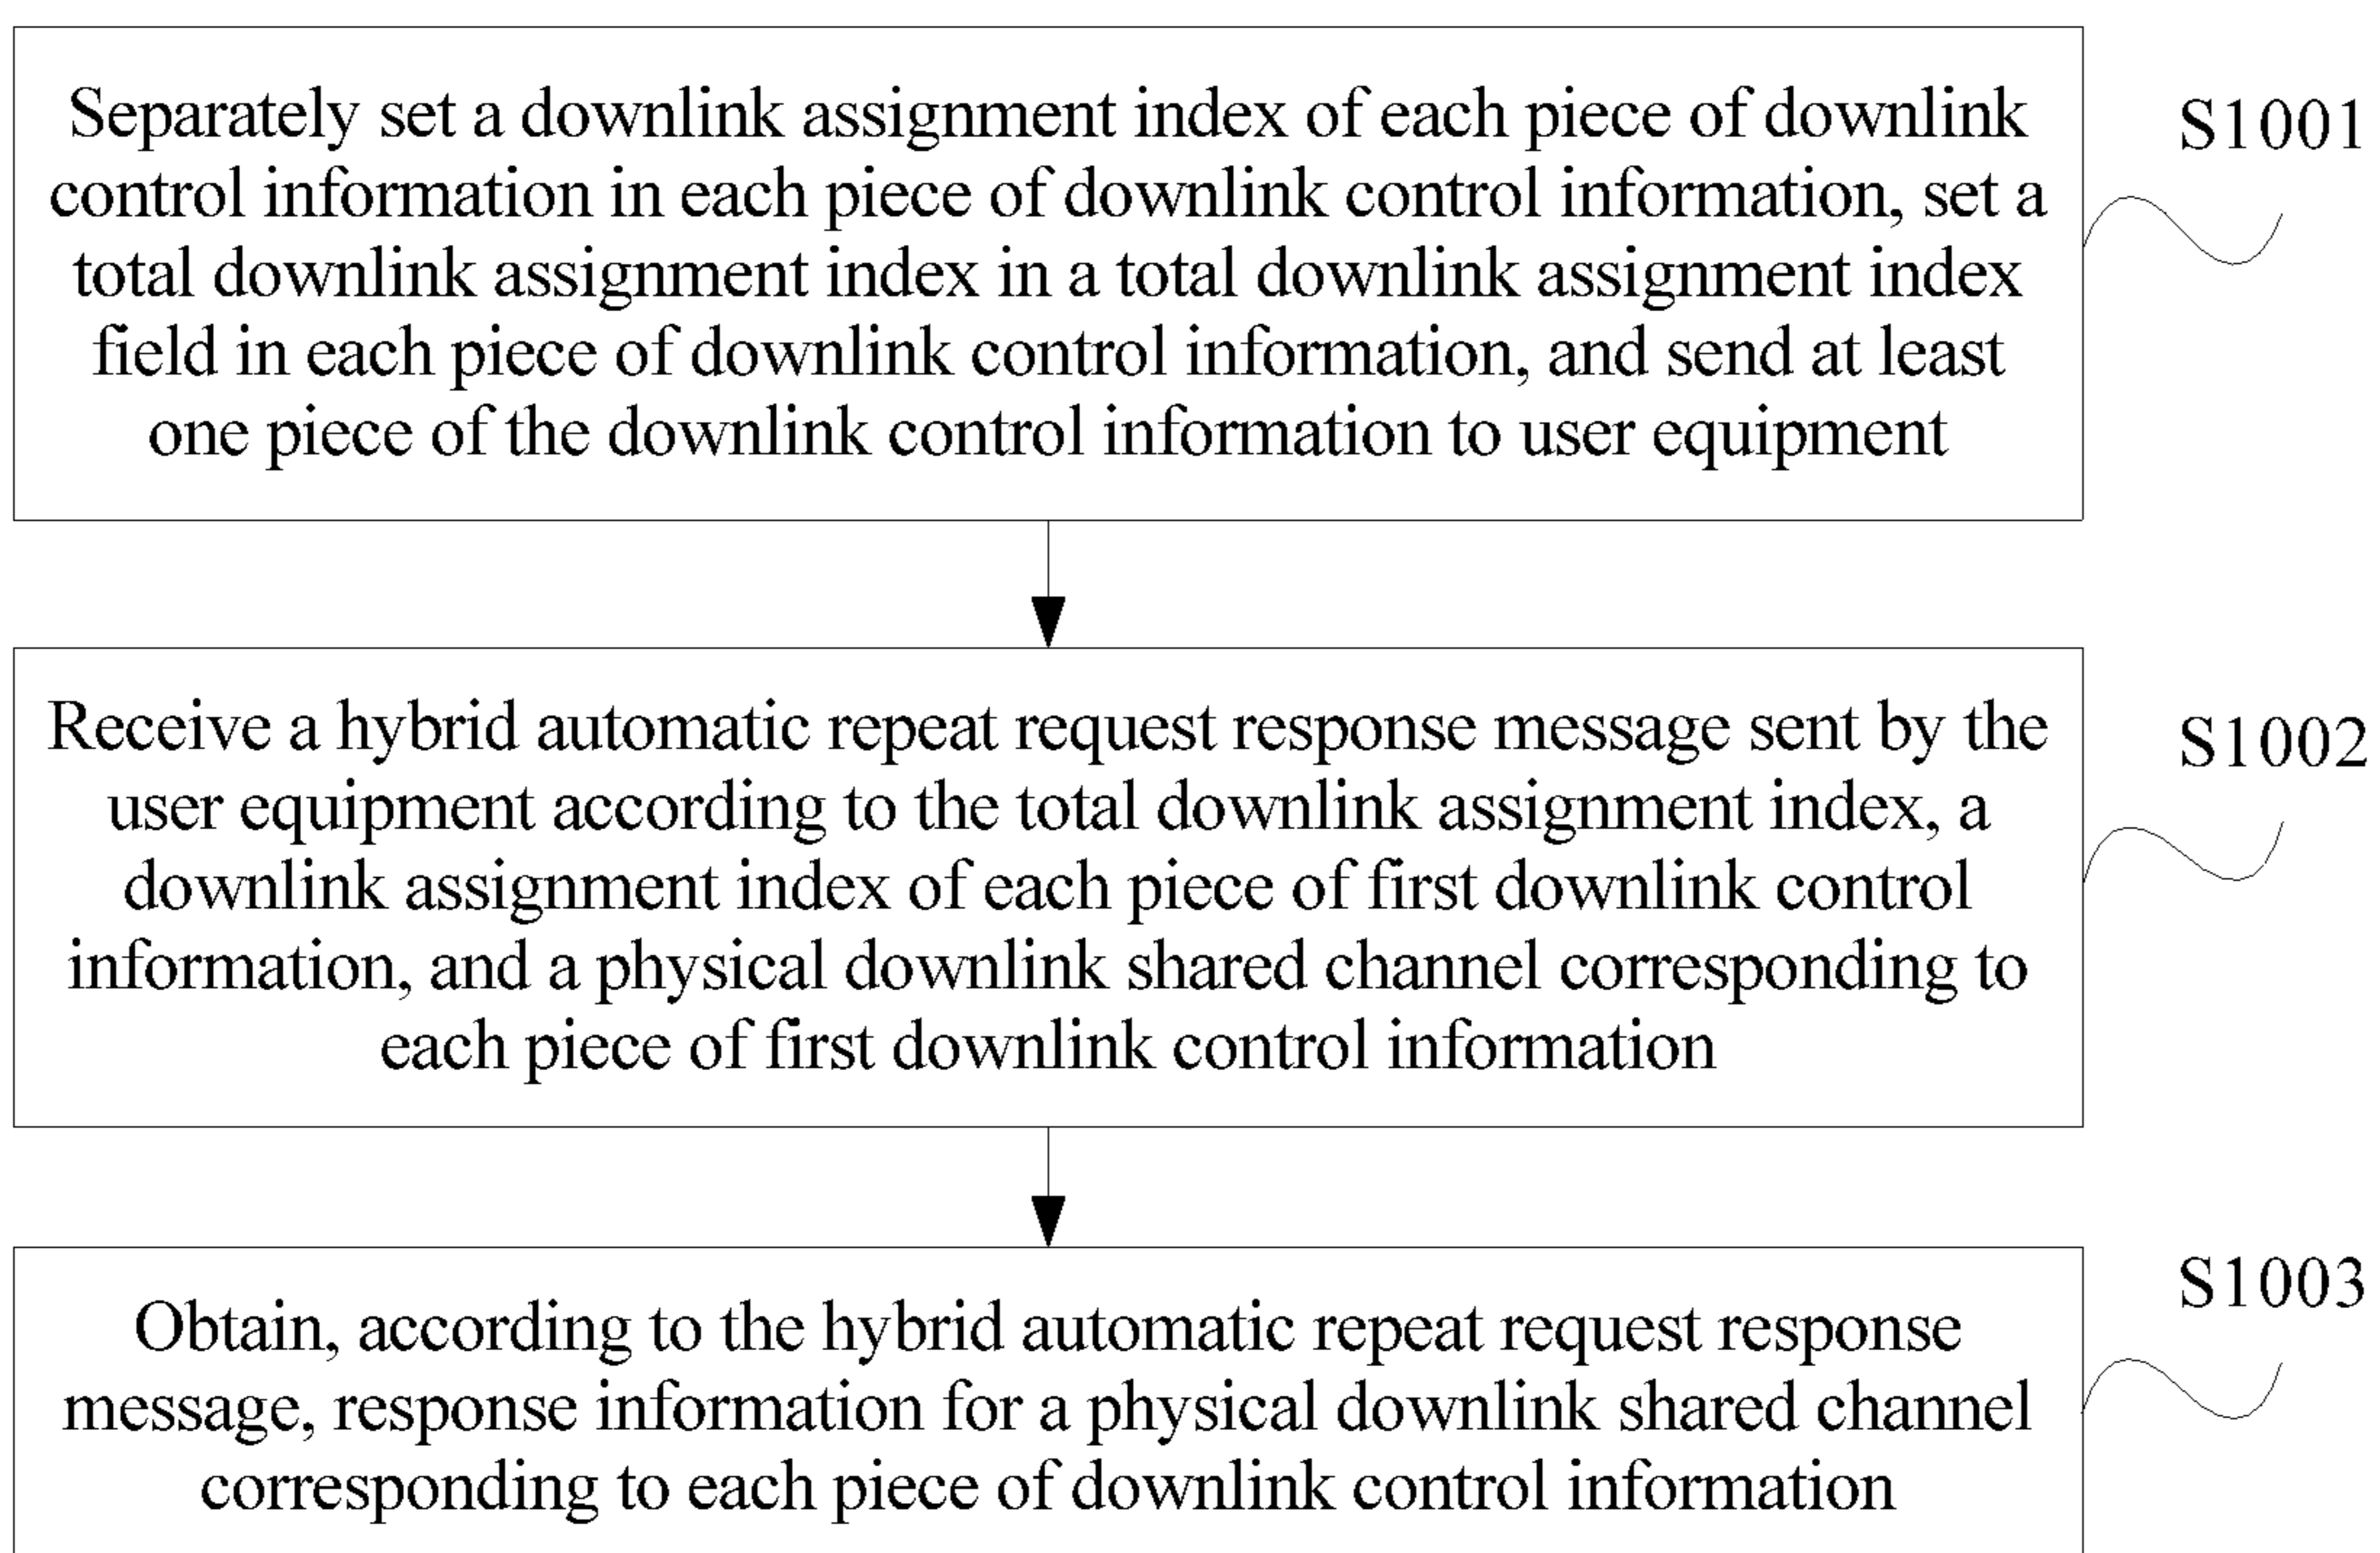 Separately set a downlink assignment index of each piece of downlink
control information in each piece of downlink control information, set a
total downlink assignment index in a total downlink assignment index
field in each piece of downlink control information, and send at least
one piece of the downlink control information to user equipment
S1001
Receive a hybrid automatic repeat request response message sent by the
user equipment according to the total downlink assignment index, a
downlink assignment index of each piece of first downlink control
information, and a physical downlink shared channel corresponding to
each piece of first downlink control information
S1002
Obtain, according to the hybrid automatic repeat request response
message, response information for a physical downlink shared channel
corresponding to each piece of downlink control information
S1003